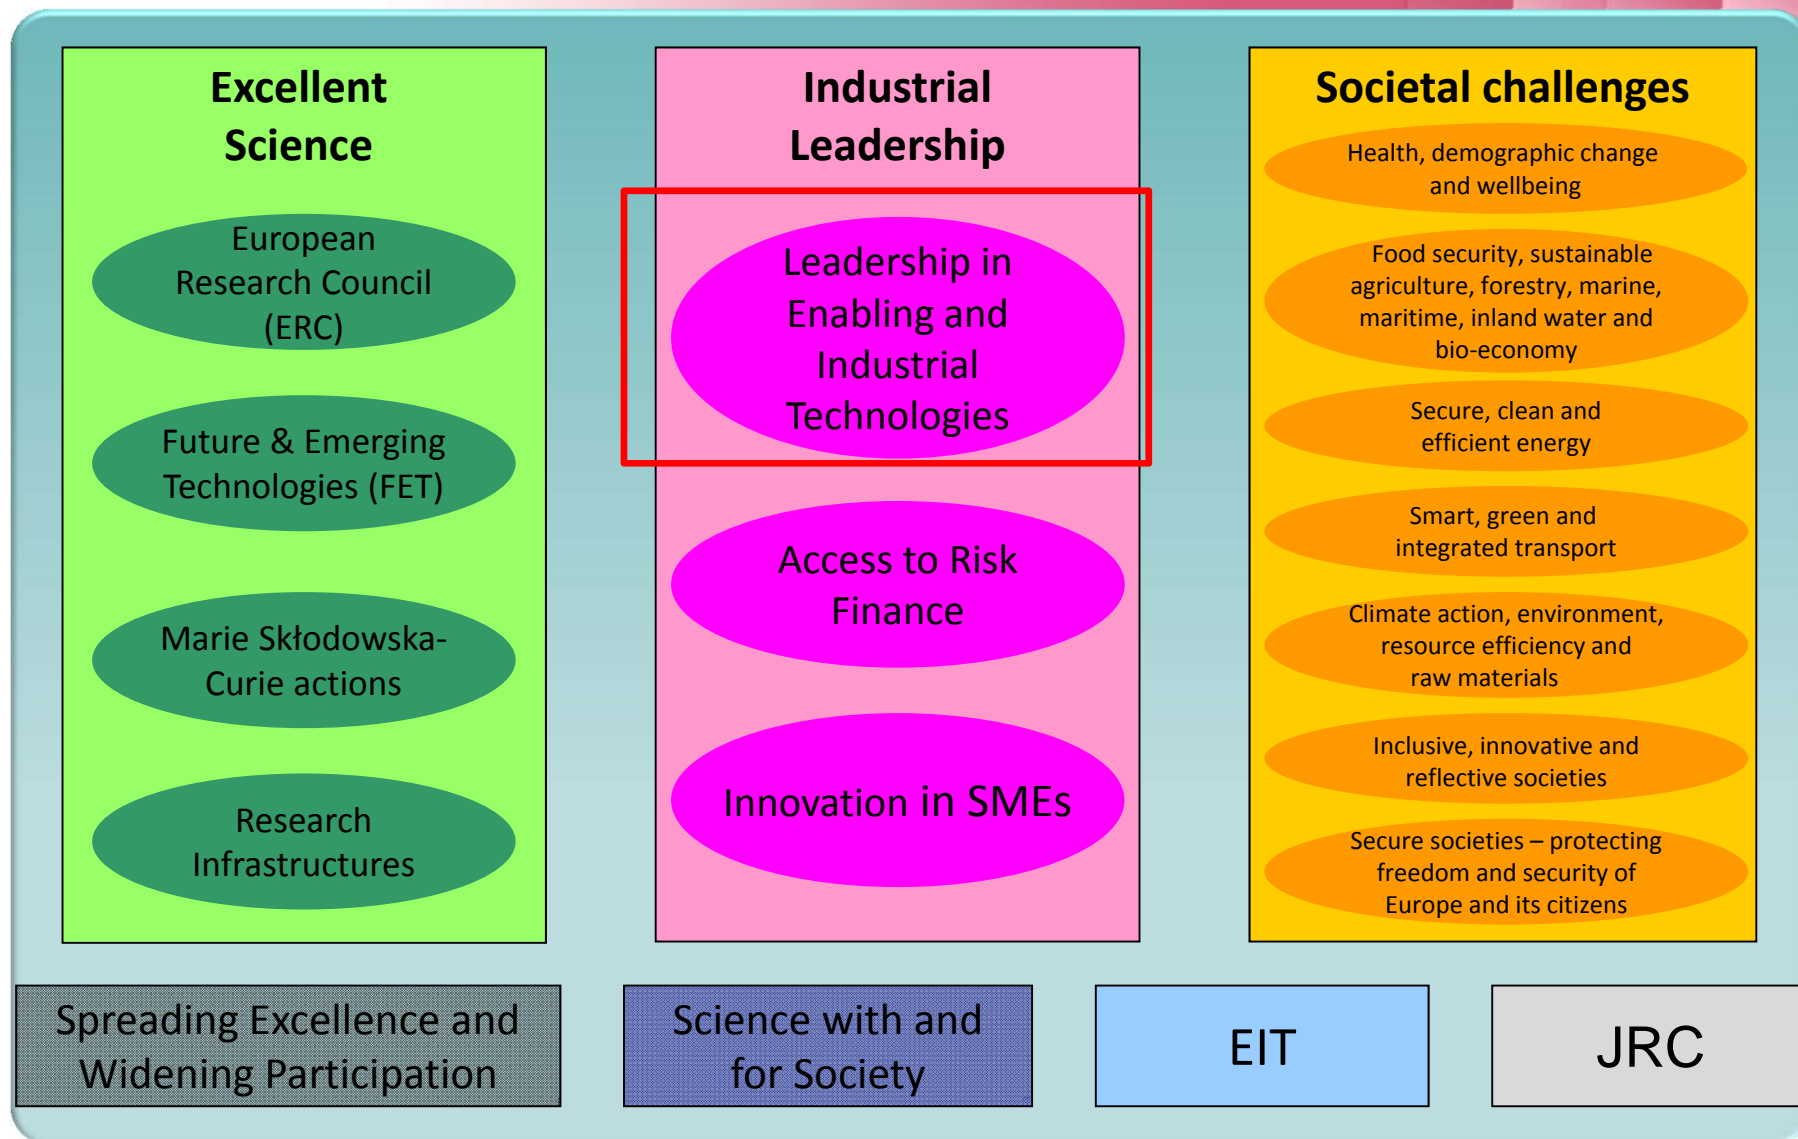 Excellent
Science
European
Research Council
(ERC)
Future & Emerging
Technologies (FET)
Marie Skłodowska-
Curie actions
Research
Infrastructures
Industrial
Leadership
Leadership in
Enabling and
Industrial
Technologies
Access to Risk
Finance
Innovation in SMEs
Societal challenges
Health, demographic change
and wellbeing
Food security, sustainable
agriculture, forestry, marine,
maritime, inland water and
bio-economy
Secure, clean and
efficient energy
Smart, green and
integrated transport
Climate action, environment,
resource efficiency and
raw materials
Inclusive, innovative and
reflective societies
Secure societies – protecting
freedom and security of
Europe and its citizens
Spreading Excellence and
Widening Participation
Science with and
for Society
EIT
JRC